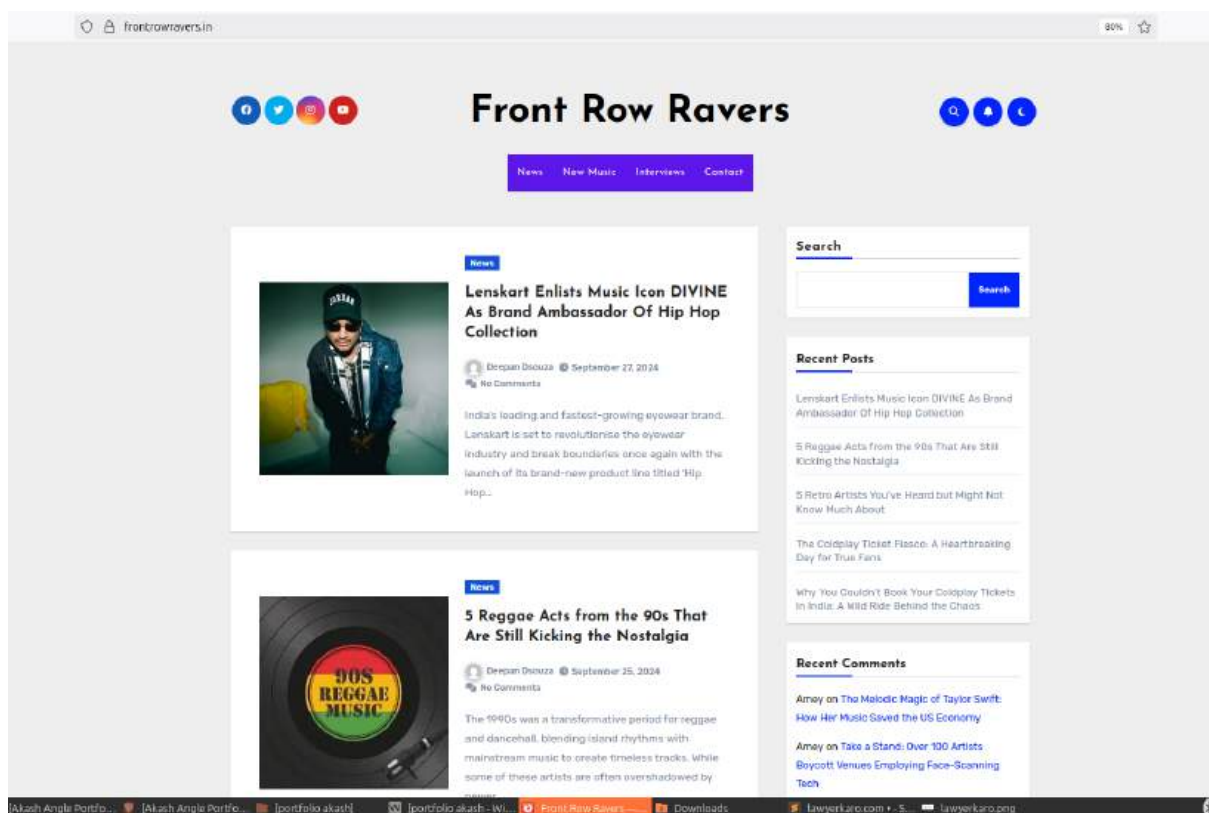 frontrowravers.in
80%
Front Row Ravers
News New Music Interviews Contact
News
Lenskart Enlists Music Icon DIVINE
As Brand Ambassador Of Hip Hop
Collection
Deepan Dsouza September 27, 2024
No Comments
India's leading and fastest-growing eyewear brand,
Lenskart is set to revolutionise the eyewear
industry and break boundaries once again with the
launch of its brand-new product line titled 'Hip
Hop…
News
5 Reggae Acts from the 90s That
Are Still Kicking the Nostalgia
90S
REGGAE
MUSIC
Deepan Dsouza September 25, 2024
No Comments
The 1990s was a transformative period for reggae
and dancehall, blending island rhythms with
mainstream music to create timeless tracks. While
some of these artists are often overshadowed by
Search
Search
Recent Posts
Lenskart Enlists Music Icon DIVINE As Brand
Ambassador Of Hip Hop Collection
5 Reggae Acts from the 90s That Are Still
Kicking the Nostalgia
5 Retro Artists You've Heard but Might Not
Know Much About
The Coldplay Ticket Fiasco: A Heartbreaking
Day for True Fans
Why You Couldn't Book Your Coldplay Tickets
in India: A Wild Ride Behind the Chaos
Recent Comments
Amey on The Melodic Magic of Taylor Swift:
How Her Music Saved the US Economy
Amey on Take a Stand: Over 100 Artists
Boycott Venues Employing Face-Scanning
Tech
[Akash Angle Portfo... [Akash Angle Portfo... [portfolio akash] [portfolio akash - Wi... Front Row Ravers — ... Downloads lawyerkaro.com • - S... lawyerkaro.png